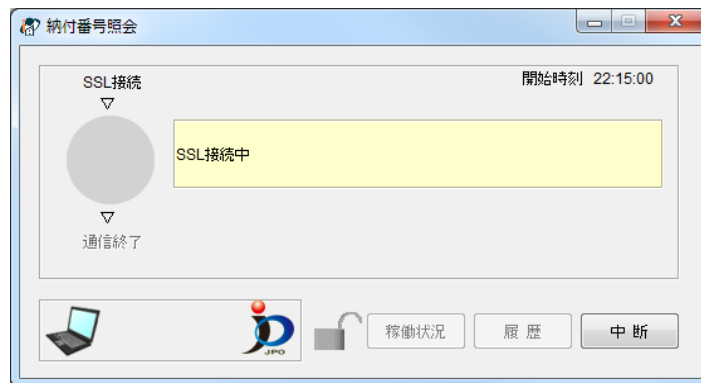 納付番号照会
SSL接続
開始時刻 22:15:00
▽
SSL接続中
▽
通信終了
JPO
稼働状況
履 歴
中 断